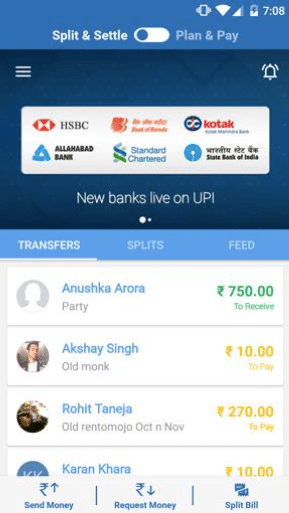 7:08
Split & Settle Plan & Pay
HSBC
बैंक ऑफ़ बड़ौदा
Bank of Baroda
kotak
Kotak Mahindra Bank
ALLAHABAD
BANK
Standard
Chartered
भारतीय स्टेट बैंक
State Bank of India
New banks live on UPI
TRANSFERS SPLITS FEED
Anushka Arora ₹ 750.00
Party To Receive
Akshay Singh ₹ 10.00
Old monk To Pay
Rohit Taneja ₹ 270.00
Old rentomojo Oct n Nov To Pay
KK Karan Khara ₹ 10.00
Send Money Request Money Split Bill